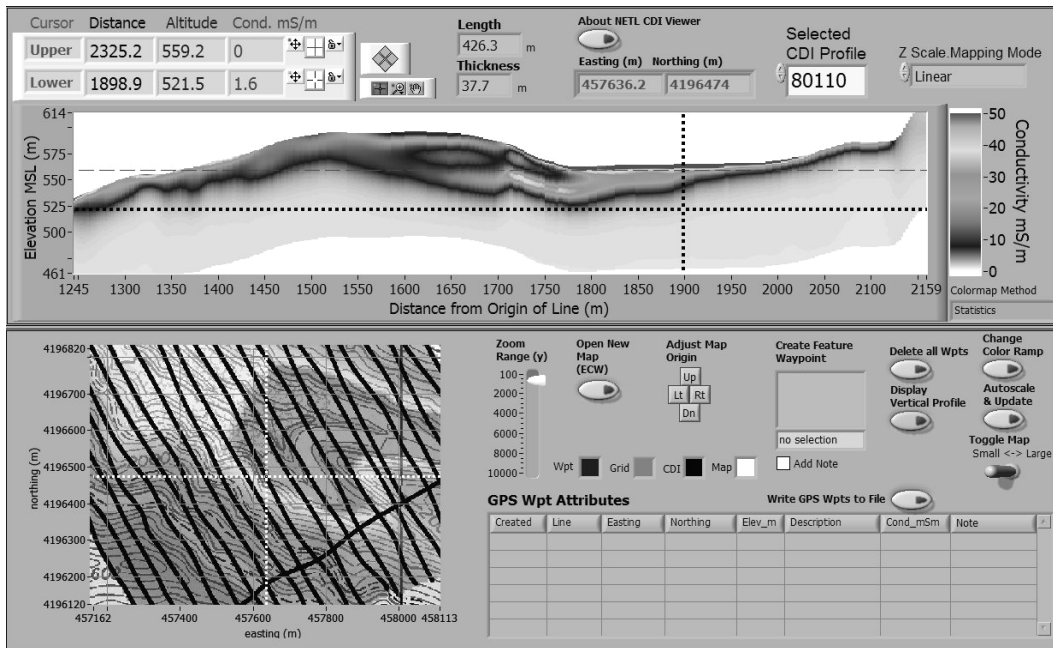 Cursor Distance Altitude Cond. mS/m
Upper 2325.2 559.2 0
Lower 1898.9 521.5 1.6
Length
426.3 m
Thickness
37.7 m
About NETL CDI Viewer
Easting (m) Northing (m)
457636.2 4196474
Selected
CDI Profile
80110
Z Scale Mapping Mode
Linear
Elevation MSL (m)
614
575
550
525
500
461
1245 1300 1350 1400 1450 1500 1550 1600 1650 1700 1750 1800 1850 1900 1950 2000 2050 2100 2159
Distance from Origin of Line (m)
50
40
30
20
10
0
Conductivity mS/m
Colormap Method
Statistics
northing (m)
4196820
4196700
4196600
4196500
4196400
4196300
4196200
4196120
457162 457400 457600 457800 458000 458113
easting (m)
Zoom
Range (y)
100
2000
4000
6000
8000
10000
Open New
Map
(ECW)
Adjust Map
Origin
Up
Lt Rt
Dn
Wpt Grid CDI Map
Create Feature
Waypoint
no selection
Add Note
Delete all Wpts
Display
Vertical Profile
Change
Color Ramp
Autoscale
& Update
Toggle Map
Small <-> Large
GPS Wpt Attributes
Write GPS Wpts to File
Created Line Easting Northing Elev_m Description Cond_mSm Note